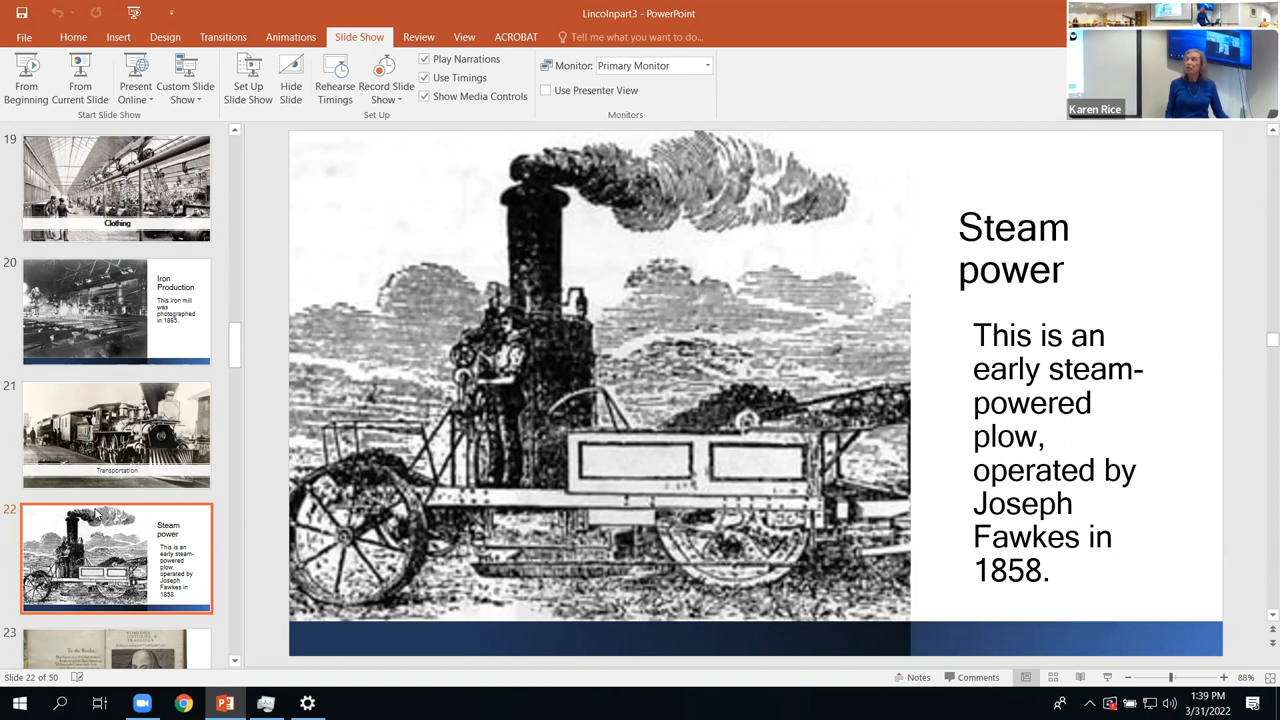 Lincolnpart3 - PowerPoint
File Home Insert Design Transitions Animations Slide Show Review View ACROBAT Tell me what you want to do...
From Beginning
From Current Slide
Present Online
Custom Slide Show
Start Slide Show
Set Up Slide Show
Hide Slide
Rehearse Timings
Record Slide Show
Play Narrations
Use Timings
Show Media Controls
Set Up
Monitor: Primary Monitor
Use Presenter View
Monitors
Karen Rice
19
Clothing
20
Iron
Production
This iron mill
was
photographed
in 1865.
21
Transportation
22
Steam
power
This is an
early steam-
powered
plow,
operated by
Joseph
Fawkes in
1858.
23
To the Reader.
Steam
power
This is an
early steam-
powered
plow,
operated by
Joseph
Fawkes in
1858.
Slide 22 of 50
Notes Comments 88%
1:39 PM
3/31/2022